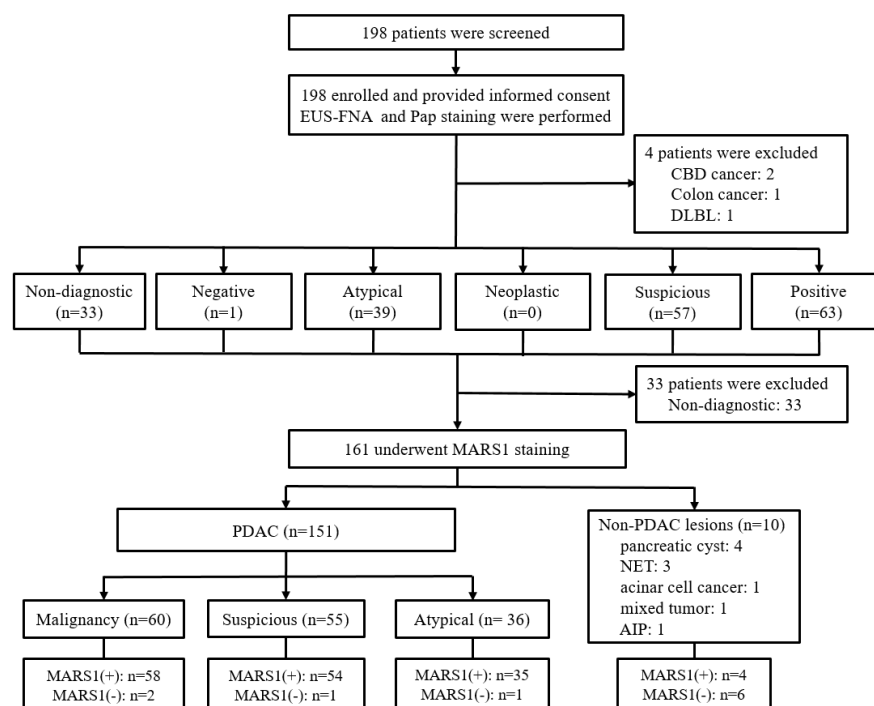 198 patients were screened
198 enrolled and provided informed consent
EUS-FNA and Pap staining were performed
4 patients were excluded
CBD cancer: 2
Colon cancer: 1
DLBL: 1
Non-diagnostic
(n=33)
Negative
(n=1)
Atypical
(n=39)
Neoplastic
(n=0)
Suspicious
(n=57)
Positive
(n=63)
33 patients were excluded
Non-diagnostic: 33
161 underwent MARS1 staining
PDAC (n=151)
Non-PDAC lesions (n=10)
pancreatic cyst: 4
NET: 3
acinar cell cancer: 1
mixed tumor: 1
AIP: 1
Malignancy (n=60)
Suspicious (n=55)
Atypical (n= 36)
MARS1(+): n=58
MARS1(-): n=2
MARS1(+): n=54
MARS1(-): n=1
MARS1(+): n=35
MARS1(-): n=1
MARS1(+): n=4
MARS1(-): n=6